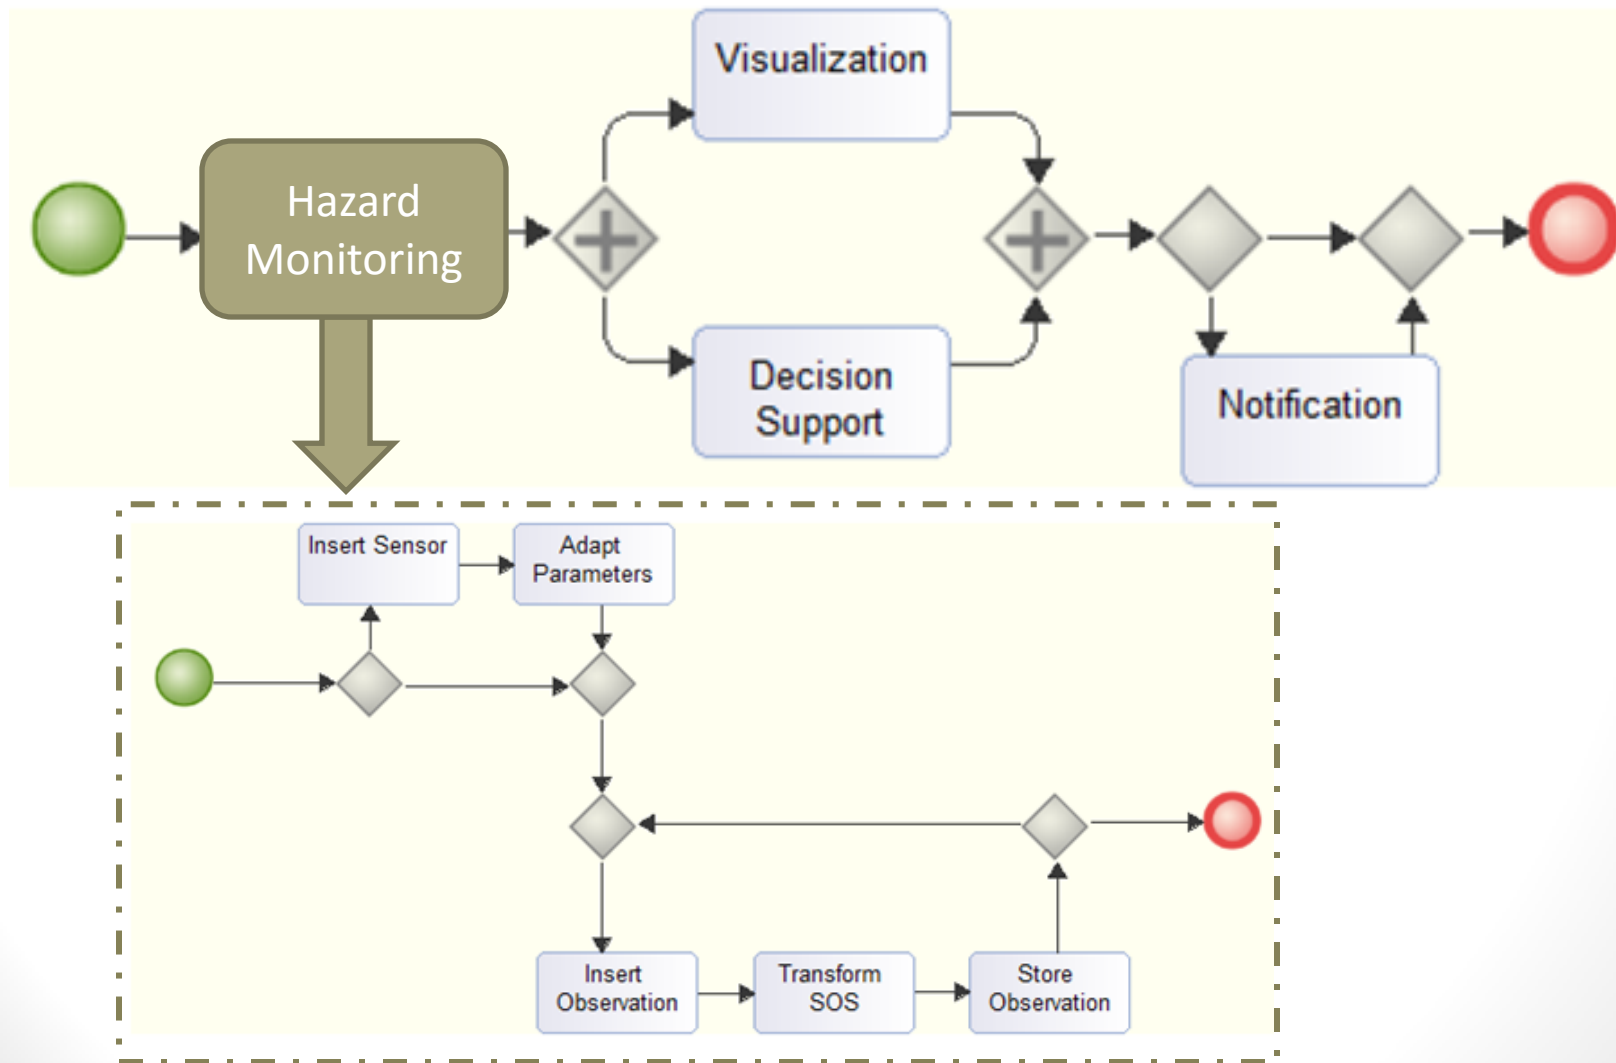 Visualization
Hazard
Monitoring
Decision
Support
Notification
Insert Sensor
Adapt
Parameters
Insert
Observation
Transform
SOS
Store
Observation